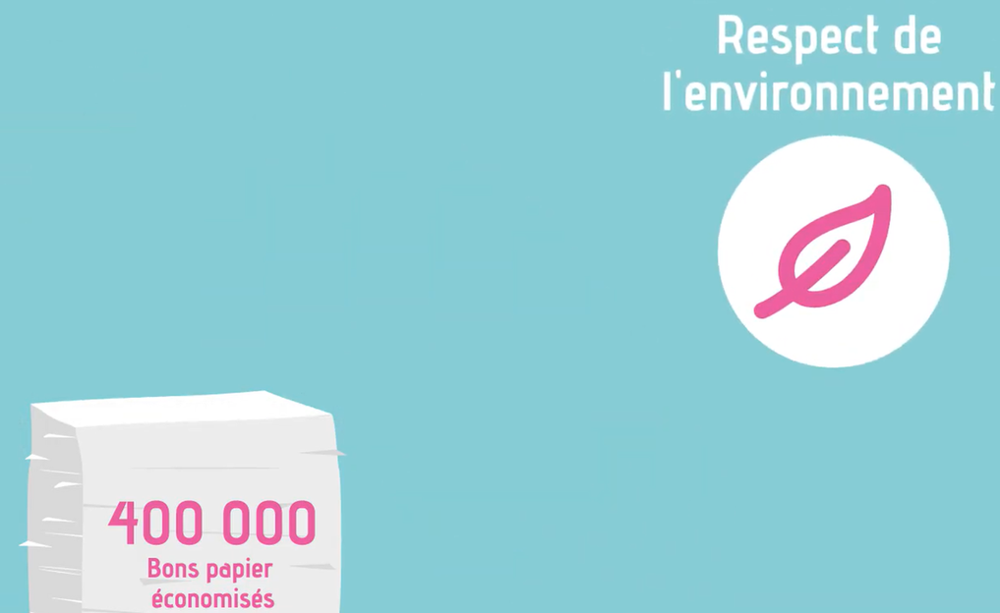 Respect de
l'environnement
400 000
Bons papier
économisés